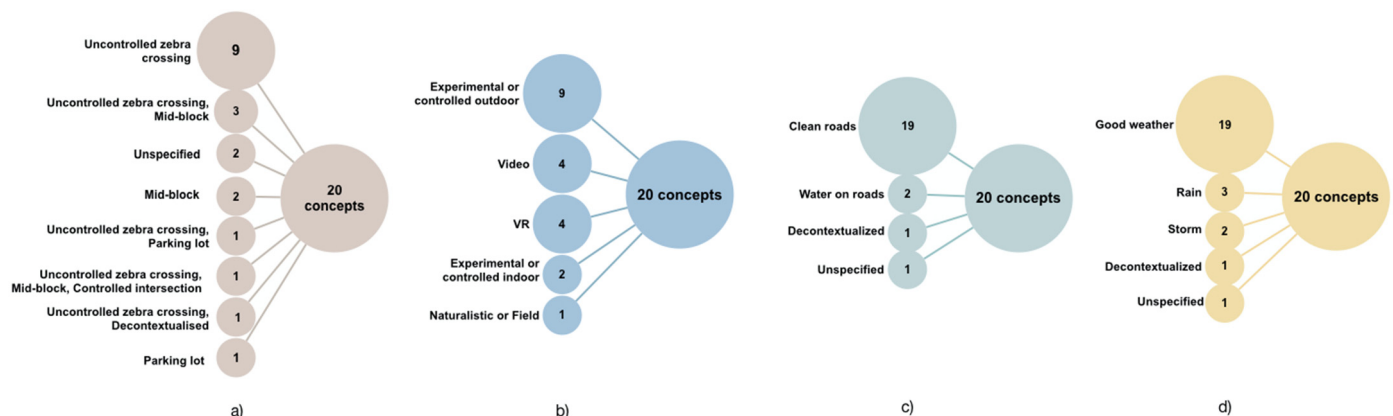 Uncontrolled zebra
crossing
9
Uncontrolled zebra crossing,
Mid-block
3
Unspecified
2
Mid-block
2
Uncontrolled zebra crossing,
Parking lot
1
Uncontrolled zebra crossing,
Mid-block, Controlled intersection
1
Uncontrolled zebra crossing,
Decontextualised
1
Parking lot
1
20
concepts
a)
Experimental or
controlled outdoor
9
Video
4
VR
4
Experimental or
controlled indoor
2
Naturalistic or Field
1
20 concepts
b)
Clean roads
19
Water on roads
2
Decontextualized
1
Unspecified
1
20 concepts
c)
Good weather
19
Rain
3
Storm
2
Decontextualized
1
Unspecified
1
20 concepts
d)